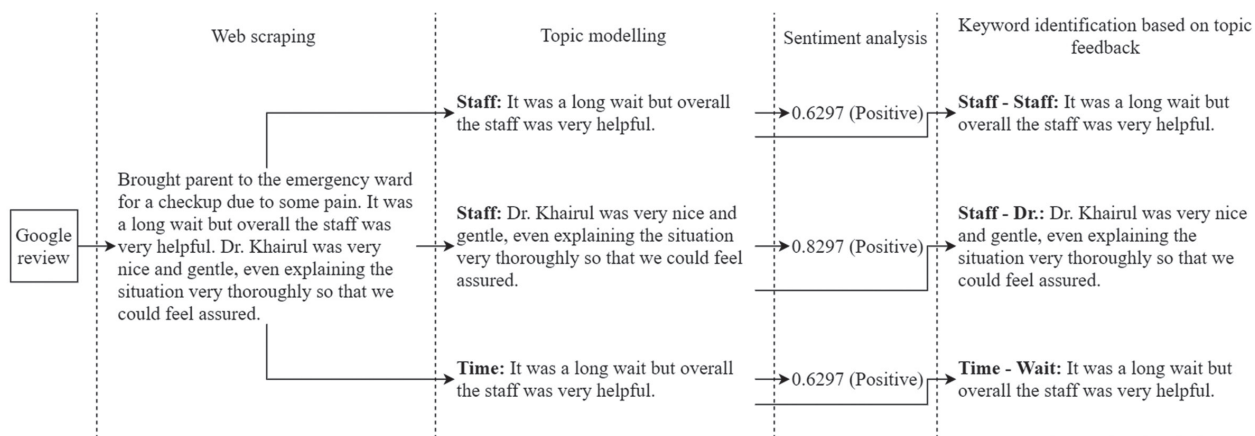 Web scraping
Topic modelling
Sentiment analysis
Keyword identification based on topic
feedback
Google
review
Brought parent to the emergency ward
for a checkup due to some pain. It was
a long wait but overall the staff was
very helpful. Dr. Khairul was very
nice and gentle, even explaining the
situation very thoroughly so that we
could feel assured.
Staff: It was a long wait but overall
the staff was very helpful.
0.6297 (Positive)
Staff - Staff: It was a long wait but
overall the staff was very helpful.
Staff: Dr. Khairul was very nice and
gentle, even explaining the situation
very thoroughly so that we could feel
assured.
0.8297 (Positive)
Staff - Dr.: Dr. Khairul was very nice
and gentle, even explaining the
situation very thoroughly so that we
could feel assured.
Time: It was a long wait but overall
the staff was very helpful.
0.6297 (Positive)
Time - Wait: It was a long wait but
overall the staff was very helpful.